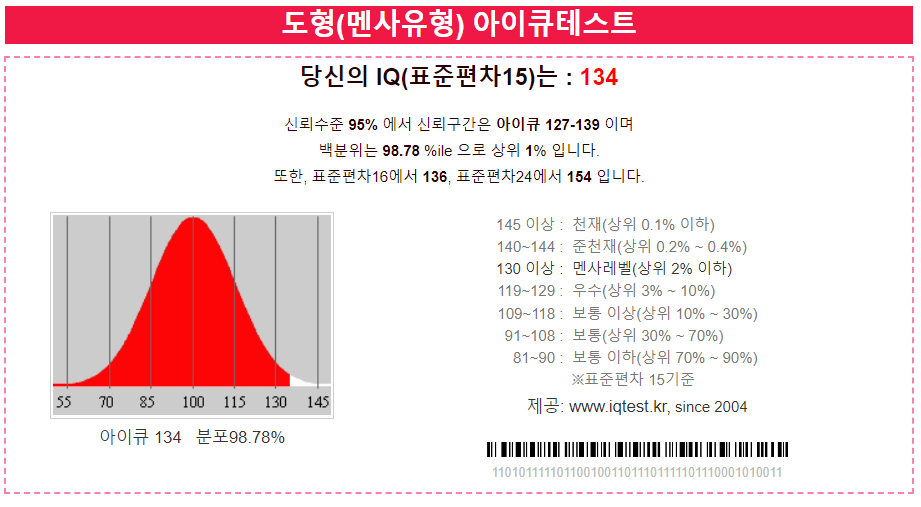 도형(멘사유형) 아이큐테스트
당신의 IQ(표준편차15)는 : 134
신뢰수준 95% 에서 신뢰구간은 아이큐 127-139 이며
백분위는 98.78 %ile 으로 상위 1% 입니다.
또한, 표준편차16에서 136, 표준편차24에서 154 입니다.
55 70 85 100 115 130 145
아이큐 134 분포98.78%
145 이상 : 천재(상위 0.1% 이하)
140~144 : 준천재(상위 0.2% ~ 0.4%)
130 이상 : 멘사레벨(상위 2% 이하)
119~129 : 우수(상위 3% ~ 10%)
109~118 : 보통 이상(상위 10% ~ 30%)
91~108 : 보통(상위 30% ~ 70%)
81~90 : 보통 이하(상위 70% ~ 90%)
※표준편차 15기준
제공: www.iqtest.kr, since 2004
1101011111011001001101110111110111000101​0011